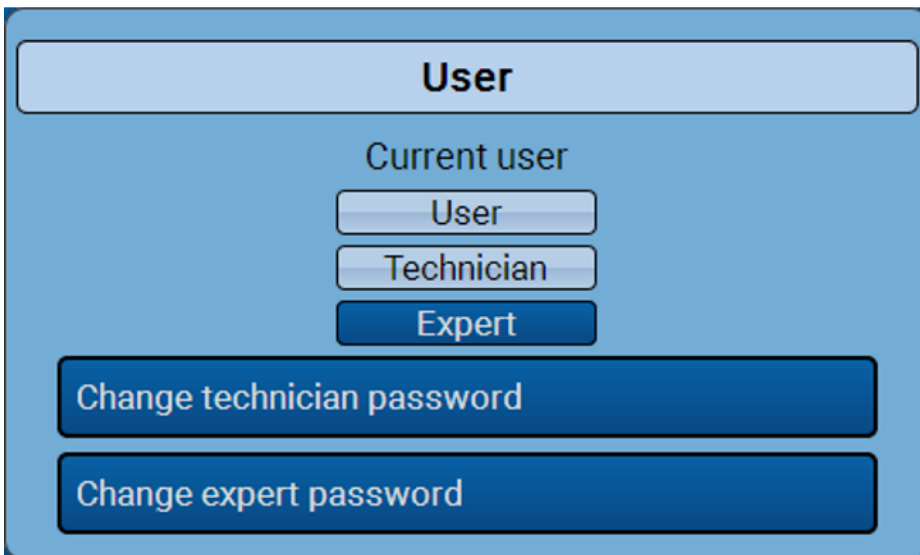 User
Current user
User
Technician
Expert
Change technician password
Change expert password